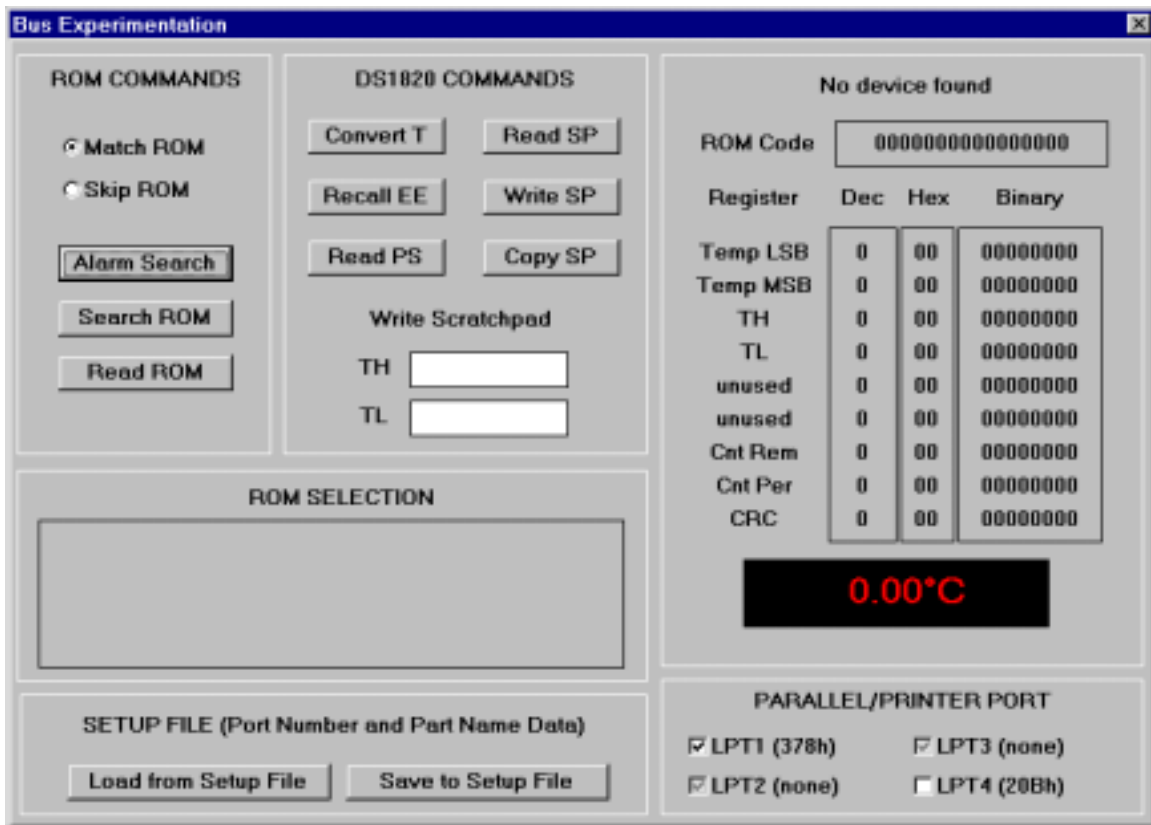 Bus Experimentation
ROM COMMANDS
Match ROM
Skip ROM
Alarm Search
Search ROM
Read ROM
DS1820 COMMANDS
Convert T Read SP
Recall EE Write SP
Read PS Copy SP
Write Scratchpad
TH
TL
No device found
ROM Code 0000000000000000
Register Dec Hex Binary
Temp LSB 0 00 00000000
Temp MSB 0 00 00000000
TH 0 00 00000000
TL 0 00 00000000
unused 0 00 00000000
unused 0 00 00000000
Cnt Rem 0 00 00000000
Cnt Per 0 00 00000000
CRC 0 00 00000000
0.00°C
ROM SELECTION
SETUP FILE (Port Number and Part Name Data)
Load from Setup File Save to Setup File
PARALLEL/PRINTER PORT
LPT1 (378h) LPT3 (none)
LPT2 (none) LPT4 (20Bh)